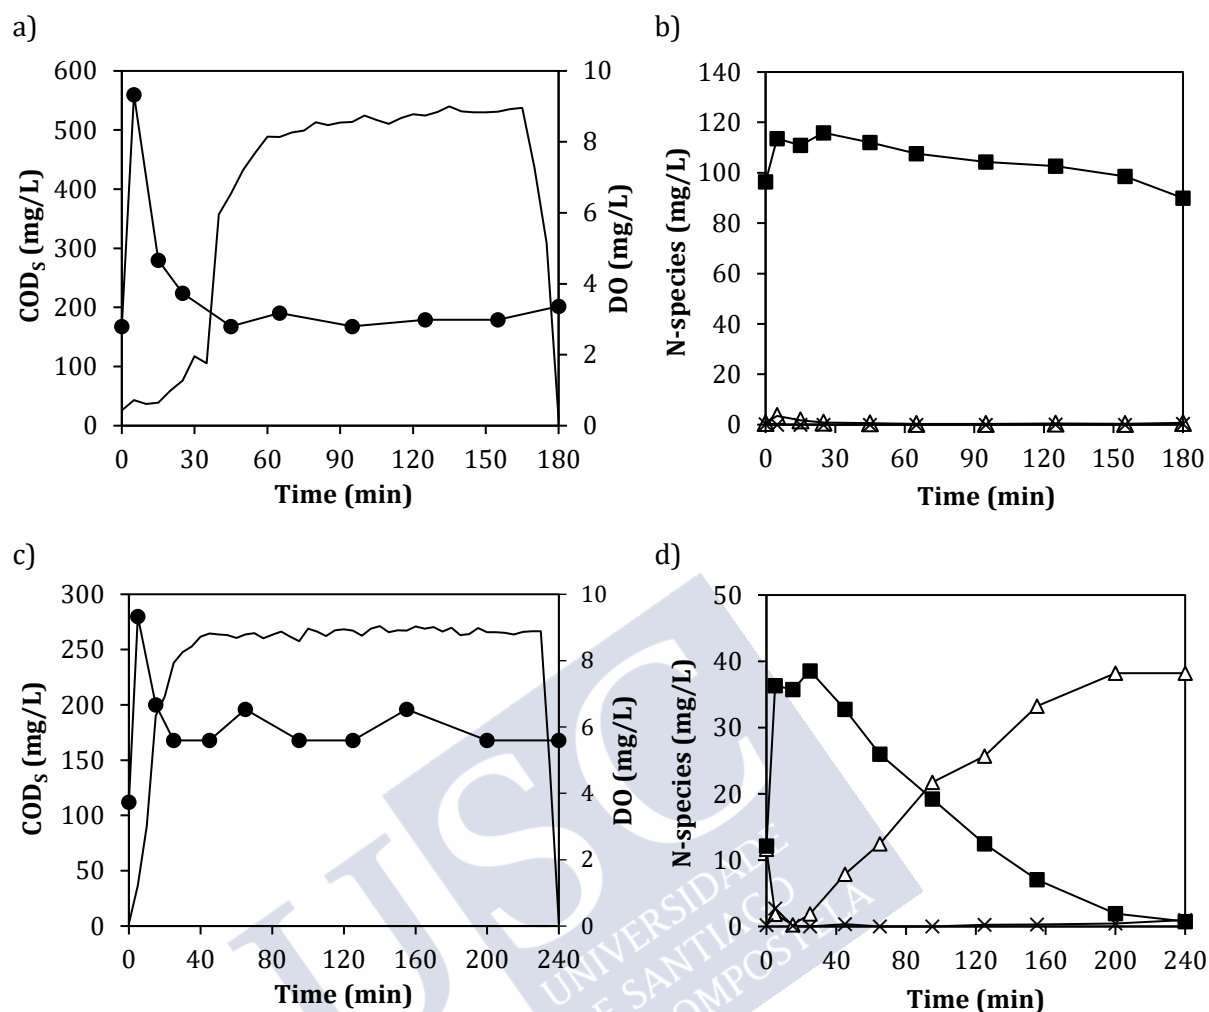 a)
600
500
400
300
200
100
0
CODS (mg/L)
10
8
6
4
2
0
DO (mg/L)
0 30 60 90 120 150 180
Time (min)
b)
140
120
100
80
60
40
20
0
N-species (mg/L)
0 30 60 90 120 150 180
Time (min)
c)
300
250
200
150
100
50
0
CODS (mg/L)
10
8
6
4
2
0
DO (mg/L)
0 40 80 120 160 200 240
Time (min)
d)
50
40
30
20
10
0
N-species (mg/L)
0 40 80 120 160 200 240
Time (min)
USC
UNIVERSIDADE
DE SANTIAGO